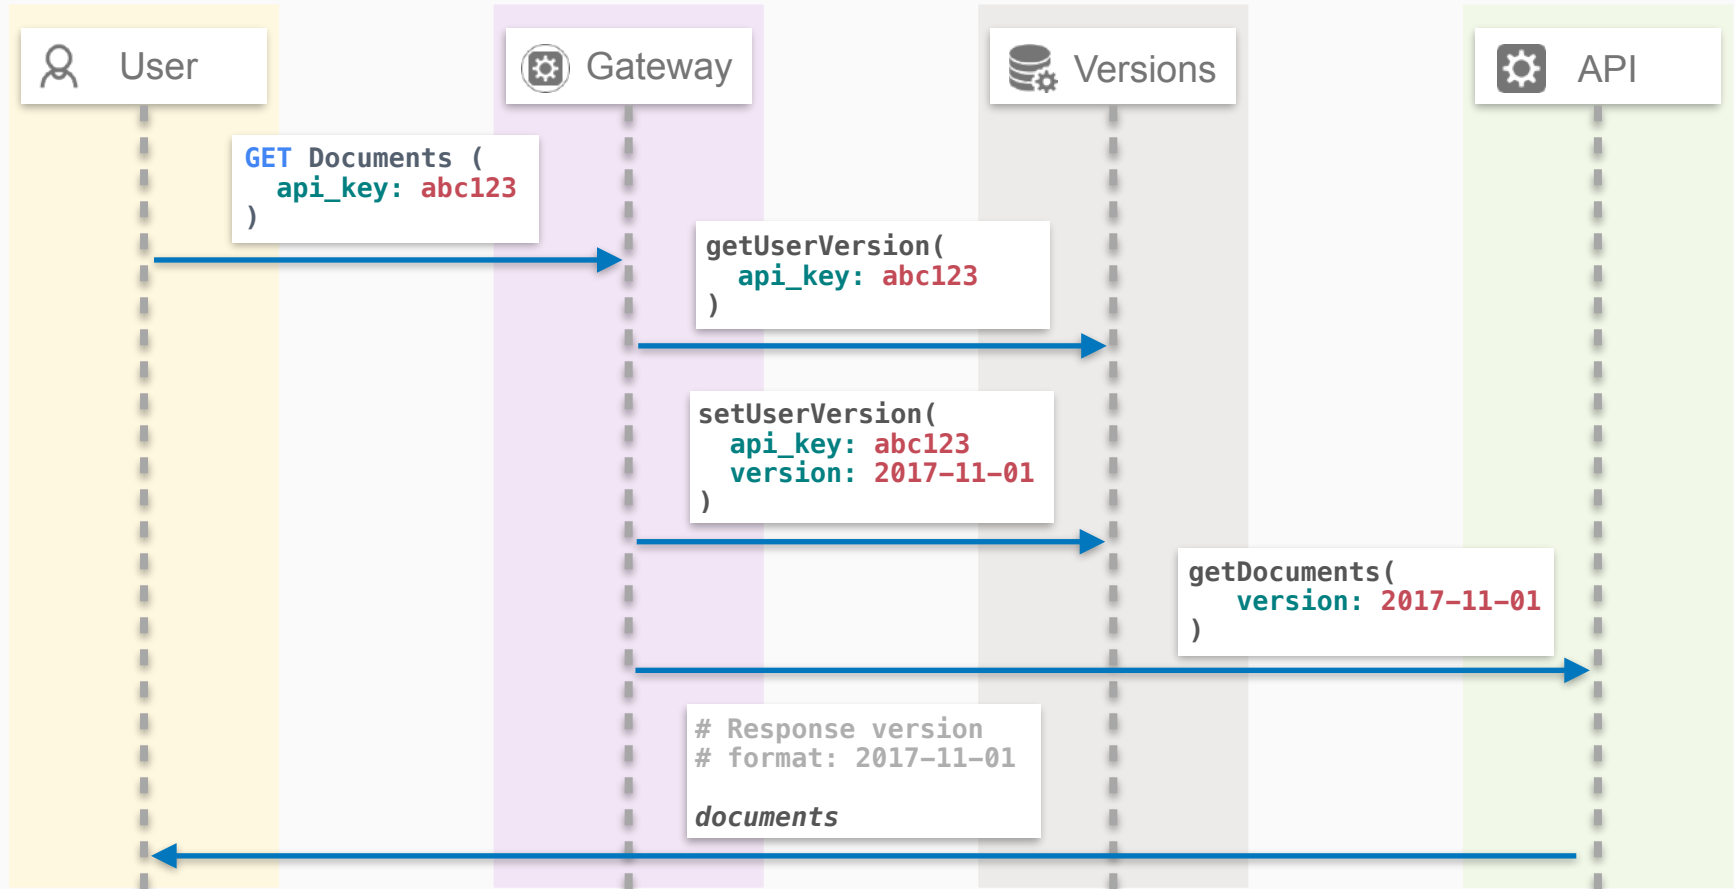 User
Gateway
Versions
API
GET Documents (
  api_key: abc123
)
getUserVersion(
  api_key: abc123
)
setUserVersion(
  api_key: abc123
  version: 2017-11-01
)
getDocuments(
   version: 2017-11-01
)
# Response version
# format: 2017-11-01
documents